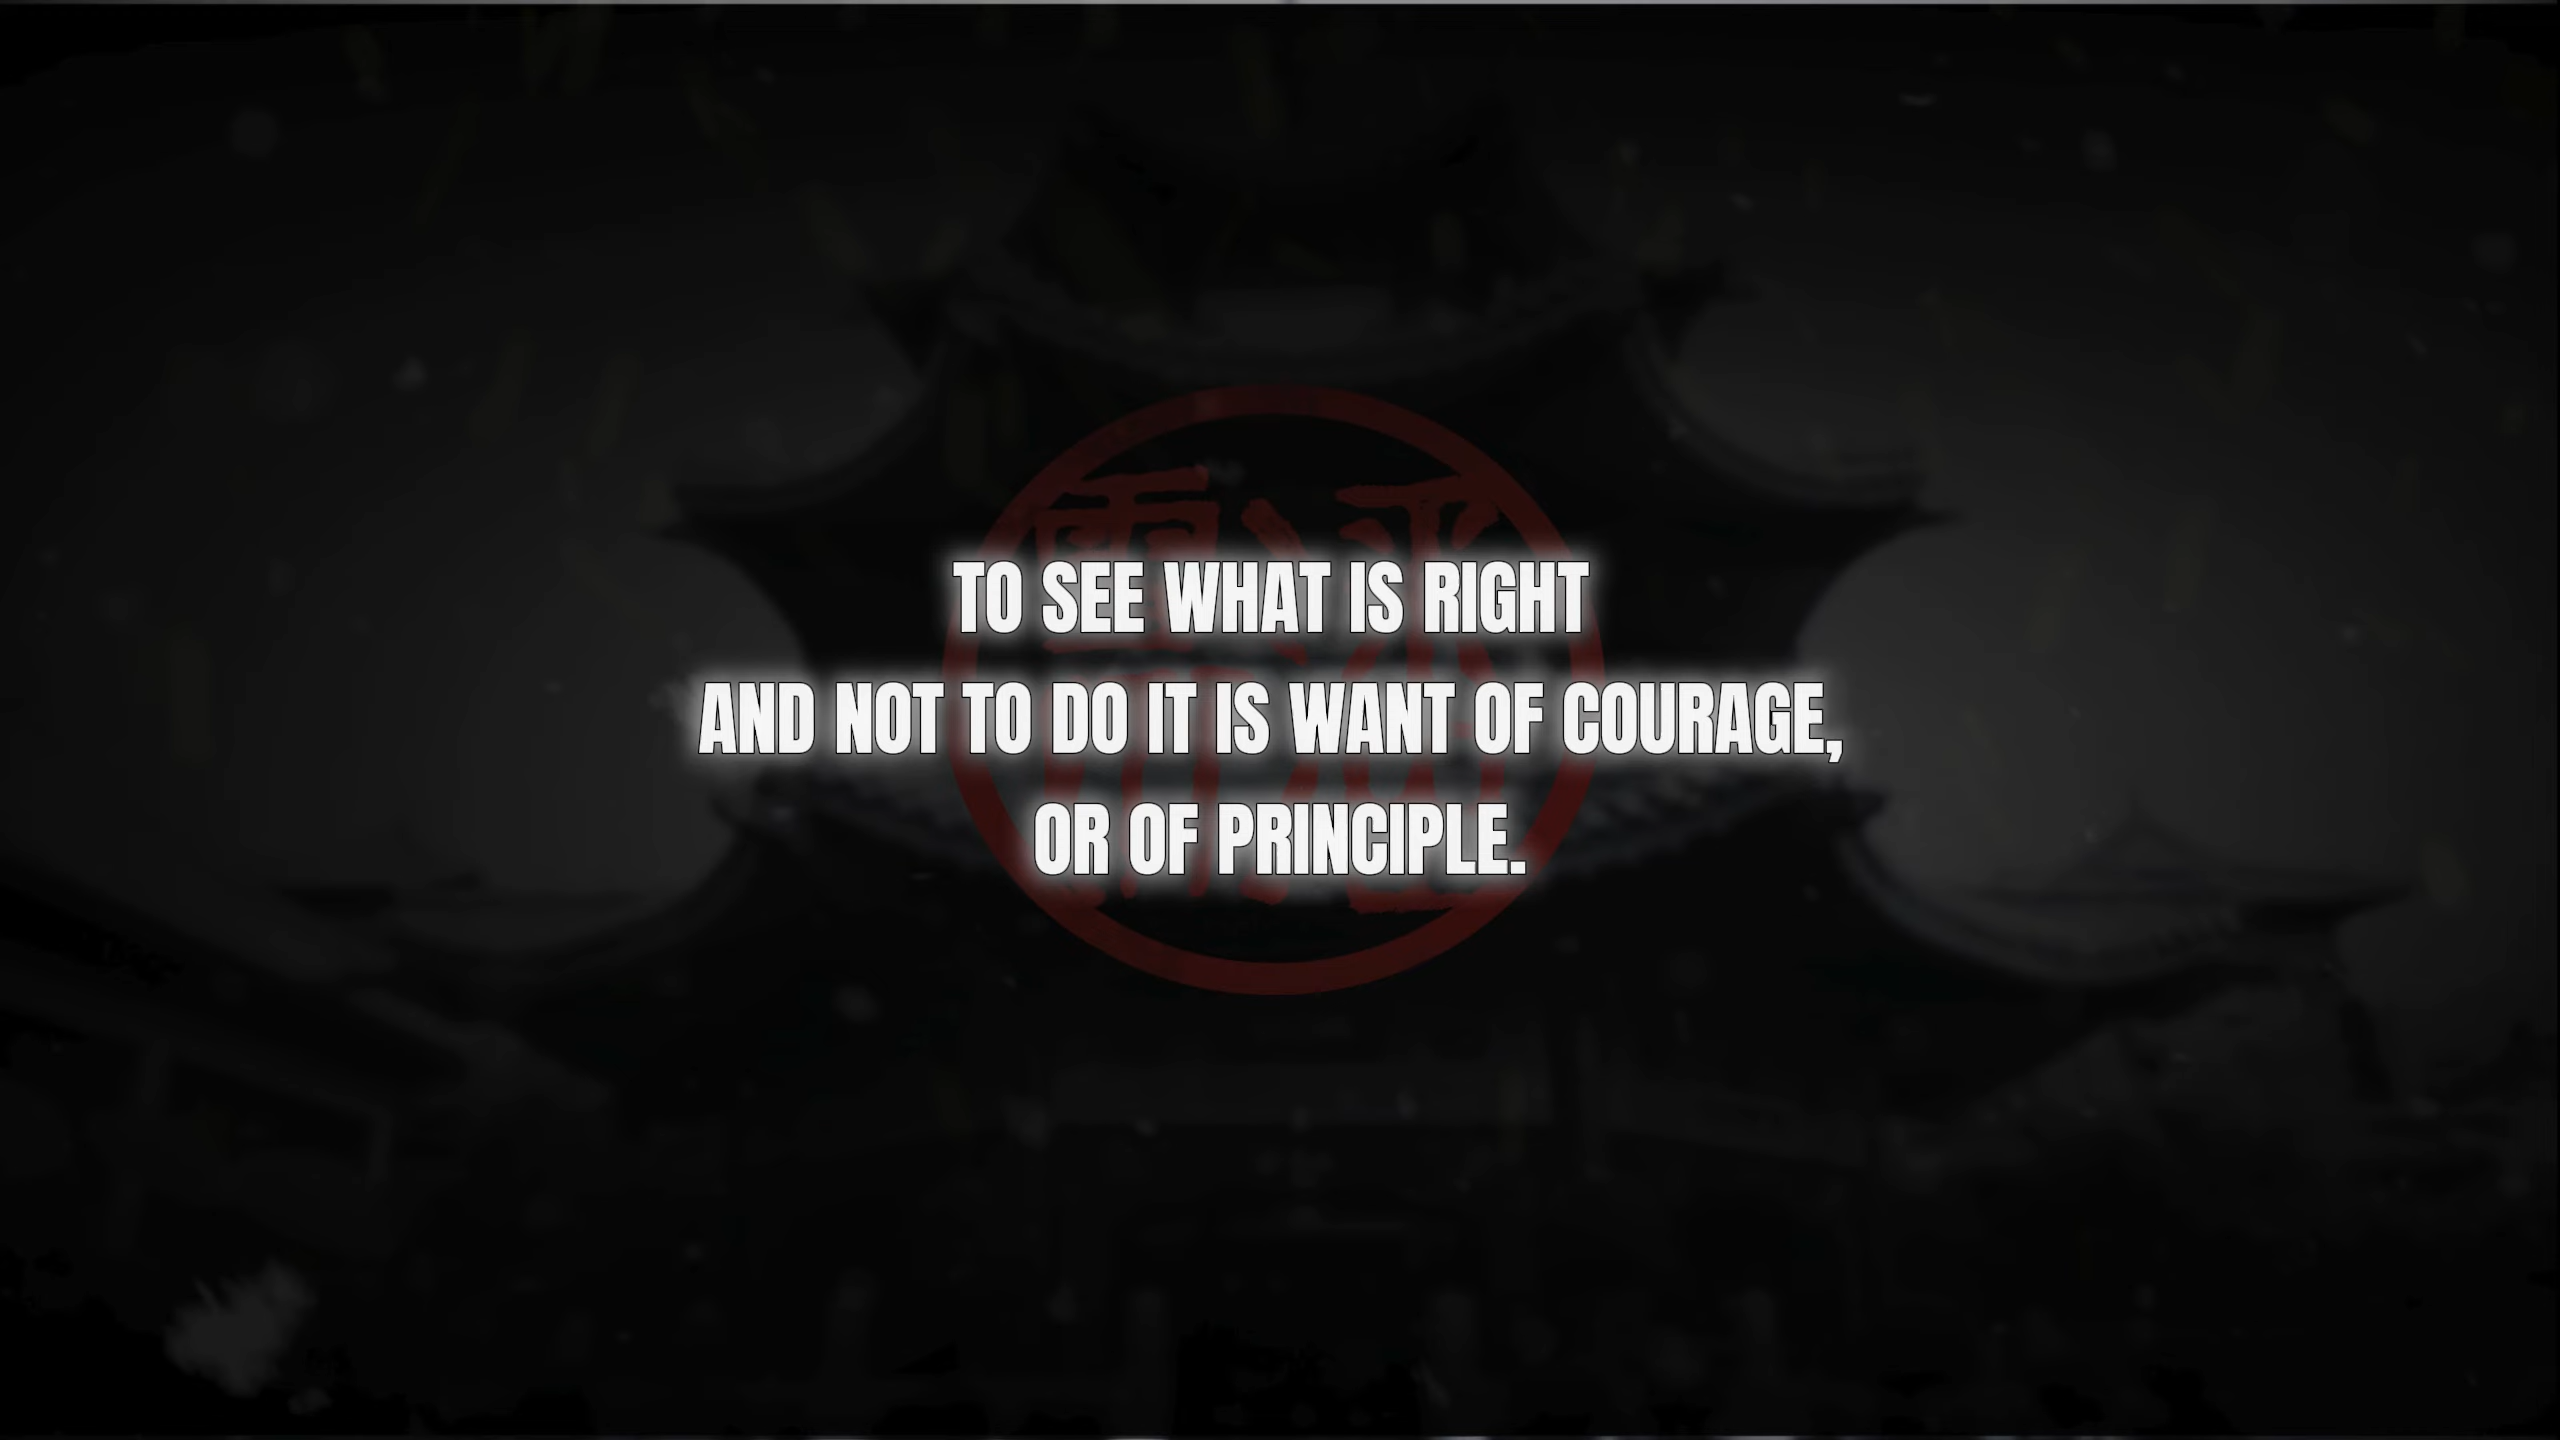 TO SEE WHAT IS RIGHT
AND NOT TO DO IT IS WANT OF COURAGE,
OR OF PRINCIPLE.